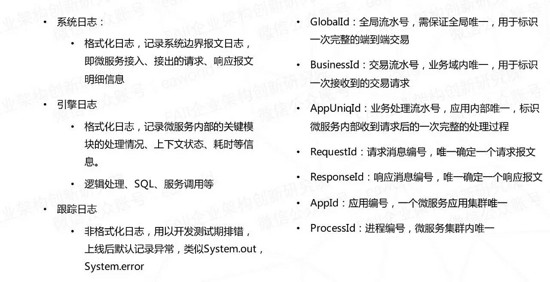 • 系统日志:
• 格式化日志，记录系统边界报文日志，
即微服务接入、接出的请求、响应报文
明细信息
• 引擎日志
• 格式化日志，记录微服务内部的关键模
块的处理情况、上下文状态、耗时等信
息。
• 逻辑处理、SQL、服务调用等
• 跟踪日志
• 非格式化日志，用以开发测试期排错，
上线后默认记录异常，类似System.out，
System.error
• GlobalId：全局流水号，需保证全局唯一，用于标识
一次完整的端到端交易
• BusinessId：交易流水号，业务域内唯一，用于标识
一次接收到的交易请求
• AppUniqId：业务处理流水号，应用内部唯一，标识
微服务内部收到请求后的一次完整的处理过程
• RequestId：请求消息编号，唯一确定一个请求报文
• ResponseId：响应消息编号，唯一确定一个响应报文
• AppId：应用编号，一个微服务应用集群唯一
• ProcessId：进程编号，微服务集群内唯一